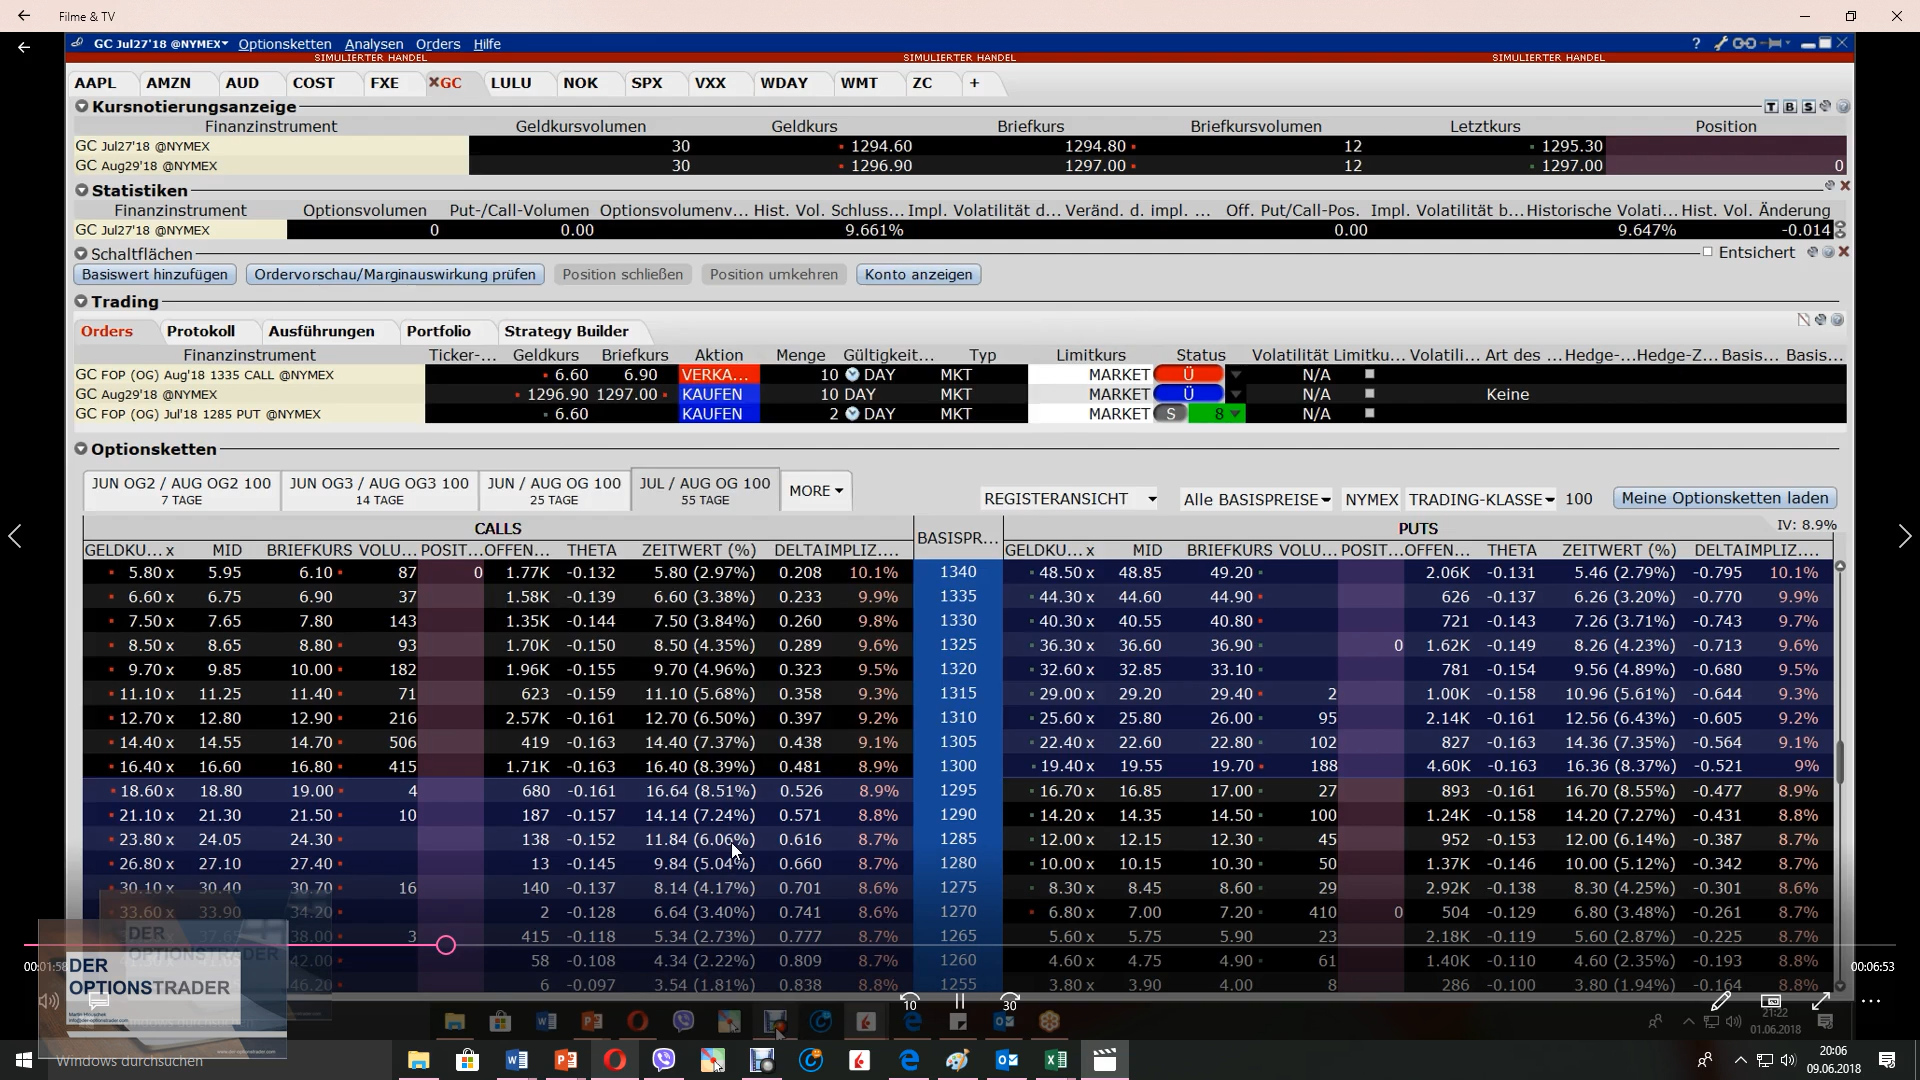 Filme & TV
GC Jul27'18 @NYMEX Optionsketten Analysen Orders Hilfe ?
SIMULIERTER HANDEL SIMULIERTER HANDEL SIMULIERTER HANDEL
AAPL AMZN AUD COST FXE GC LULU NOK SPX VXX WDAY WMT ZC +
Kursnotierungsanzeige T B S
Finanzinstrument Geldkursvolumen Geldkurs Briefkurs Briefkursvolumen Letztkurs Position
GC Jul27'18 @NYMEX 30 1294.60 1294.80 12 1295.30
GC Aug29'18 @NYMEX 30 1296.90 1297.00 12 1297.00 0
Statistiken
Finanzinstrument Optionsvolumen Put-/Call-Volumen Optionsvolumenv... Hist. Vol. Schluss... Impl. Volatilität d... Veränd. d. impl. ... Off. Put/Call-Pos. Impl. Volatilität b... Historische Volati... Hist. Vol. Änderung
GC Jul27'18 @NYMEX 0 0.00 9.661% 0.00 9.647% -0.014
Schaltflächen Entsichert
Basiswert hinzufügen Ordervorschau/Marginauswirkung prüfen Position schließen Position umkehren Konto anzeigen
Trading
Orders Protokoll Ausführungen Portfolio Strategy Builder
Finanzinstrument Ticker-... Geldkurs Briefkurs Aktion Menge Gültigkeit... Typ Limitkurs Status Volatilität Limitku... Volatili... Art des ... Hedge-... Hedge-Z... Basis... Basis...
GC FOP (OG) Aug'18 1335 CALL @NYMEX 6.60 6.90 VERKA... 10 DAY MKT MARKET Ü N/A
GC Aug29'18 @NYMEX 1296.90 1297.00 KAUFEN 10 DAY MKT MARKET Ü N/A Keine
GC FOP (OG) Jul'18 1285 PUT @NYMEX 6.60 KAUFEN 2 DAY MKT MARKET S 8 N/A
Optionsketten
JUN OG2 / AUG OG2 100 JUN OG3 / AUG OG3 100 JUN / AUG OG 100 JUL / AUG OG 100 MORE REGISTERANSICHT Alle BASISPREISE NYMEX TRADING-KLASSE 100 Meine Optionsketten laden
7 TAGE 14 TAGE 25 TAGE 55 TAGE
CALLS PUTS IV: 8.9%
GELDKU... x MID BRIEFKURS VOLU... POSIT... OFFEN... THETA ZEITWERT (%) DELTA IMPLIZ.... BASISPR... GELDKU... x MID BRIEFKURS VOLU... POSIT... OFFEN... THETA ZEITWERT (%) DELTA IMPLIZ....
5.80 x 5.95 6.10 87 0 1.77K -0.132 5.80 (2.97%) 0.208 10.1% 1340 48.50 x 48.85 49.20 2.06K -0.131 5.46 (2.79%) -0.795 10.1%
6.60 x 6.75 6.90 37 1.58K -0.139 6.60 (3.38%) 0.233 9.9% 1335 44.30 x 44.60 44.90 626 -0.137 6.26 (3.20%) -0.770 9.9%
7.50 x 7.65 7.80 143 1.35K -0.144 7.50 (3.84%) 0.260 9.8% 1330 40.30 x 40.55 40.80 721 -0.143 7.26 (3.71%) -0.743 9.7%
8.50 x 8.65 8.80 93 1.70K -0.150 8.50 (4.35%) 0.289 9.6% 1325 36.30 x 36.60 36.90 0 1.62K -0.149 8.26 (4.23%) -0.713 9.6%
9.70 x 9.85 10.00 182 1.96K -0.155 9.70 (4.96%) 0.323 9.5% 1320 32.60 x 32.85 33.10 781 -0.154 9.56 (4.89%) -0.680 9.5%
11.10 x 11.25 11.40 71 623 -0.159 11.10 (5.68%) 0.358 9.3% 1315 29.00 x 29.20 29.40 2 1.00K -0.158 10.96 (5.61%) -0.644 9.3%
12.70 x 12.80 12.90 216 2.57K -0.161 12.70 (6.50%) 0.397 9.2% 1310 25.60 x 25.80 26.00 95 2.14K -0.161 12.56 (6.43%) -0.605 9.2%
14.40 x 14.55 14.70 506 419 -0.163 14.40 (7.37%) 0.438 9.1% 1305 22.40 x 22.60 22.80 102 827 -0.163 14.36 (7.35%) -0.564 9.1%
16.40 x 16.60 16.80 415 1.71K -0.163 16.40 (8.39%) 0.481 8.9% 1300 19.40 x 19.55 19.70 188 4.60K -0.163 16.36 (8.37%) -0.521 9%
18.60 x 18.80 19.00 4 680 -0.161 16.64 (8.51%) 0.526 8.9% 1295 16.70 x 16.85 17.00 27 893 -0.161 16.70 (8.55%) -0.477 8.9%
21.10 x 21.30 21.50 10 187 -0.157 14.14 (7.24%) 0.571 8.8% 1290 14.20 x 14.35 14.50 100 1.24K -0.158 14.20 (7.27%) -0.431 8.8%
23.80 x 24.05 24.30 138 -0.152 11.84 (6.06%) 0.616 8.7% 1285 12.00 x 12.15 12.30 45 952 -0.153 12.00 (6.14%) -0.387 8.7%
26.80 x 27.10 27.40 13 -0.145 9.84 (5.04%) 0.660 8.7% 1280 10.00 x 10.15 10.30 50 1.37K -0.146 10.00 (5.12%) -0.342 8.7%
30.10 x 30.40 30.70 16 140 -0.137 8.14 (4.17%) 0.701 8.6% 1275 8.30 x 8.45 8.60 29 2.92K -0.138 8.30 (4.25%) -0.301 8.6%
33.60 x 33.90 34.20 2 -0.128 6.64 (3.40%) 0.741 8.6% 1270 6.80 x 7.00 7.20 410 0 504 -0.129 6.80 (3.48%) -0.261 8.7%
38.00 3 415 -0.118 5.34 (2.73%) 0.777 8.7% 1265 5.60 x 5.75 5.90 23 2.18K -0.119 5.60 (2.87%) -0.225 8.7%
42.00 58 -0.108 4.34 (2.22%) 0.809 8.7% 1260 4.60 x 4.75 4.90 61 1.40K -0.110 4.60 (2.35%) -0.193 8.8%
46.20 6 -0.097 3.54 (1.81%) 0.838 8.8% 1255 3.80 x 3.90 4.00 8 286 -0.100 3.80 (1.94%) -0.164 8.8%
00:01:58 00:06:53
DER
OPTIONSTRADER
DER
OPTIONSTRADER
10 30
21:22
01.06.2018
Windows durchsuchen
20:06
09.06.2018